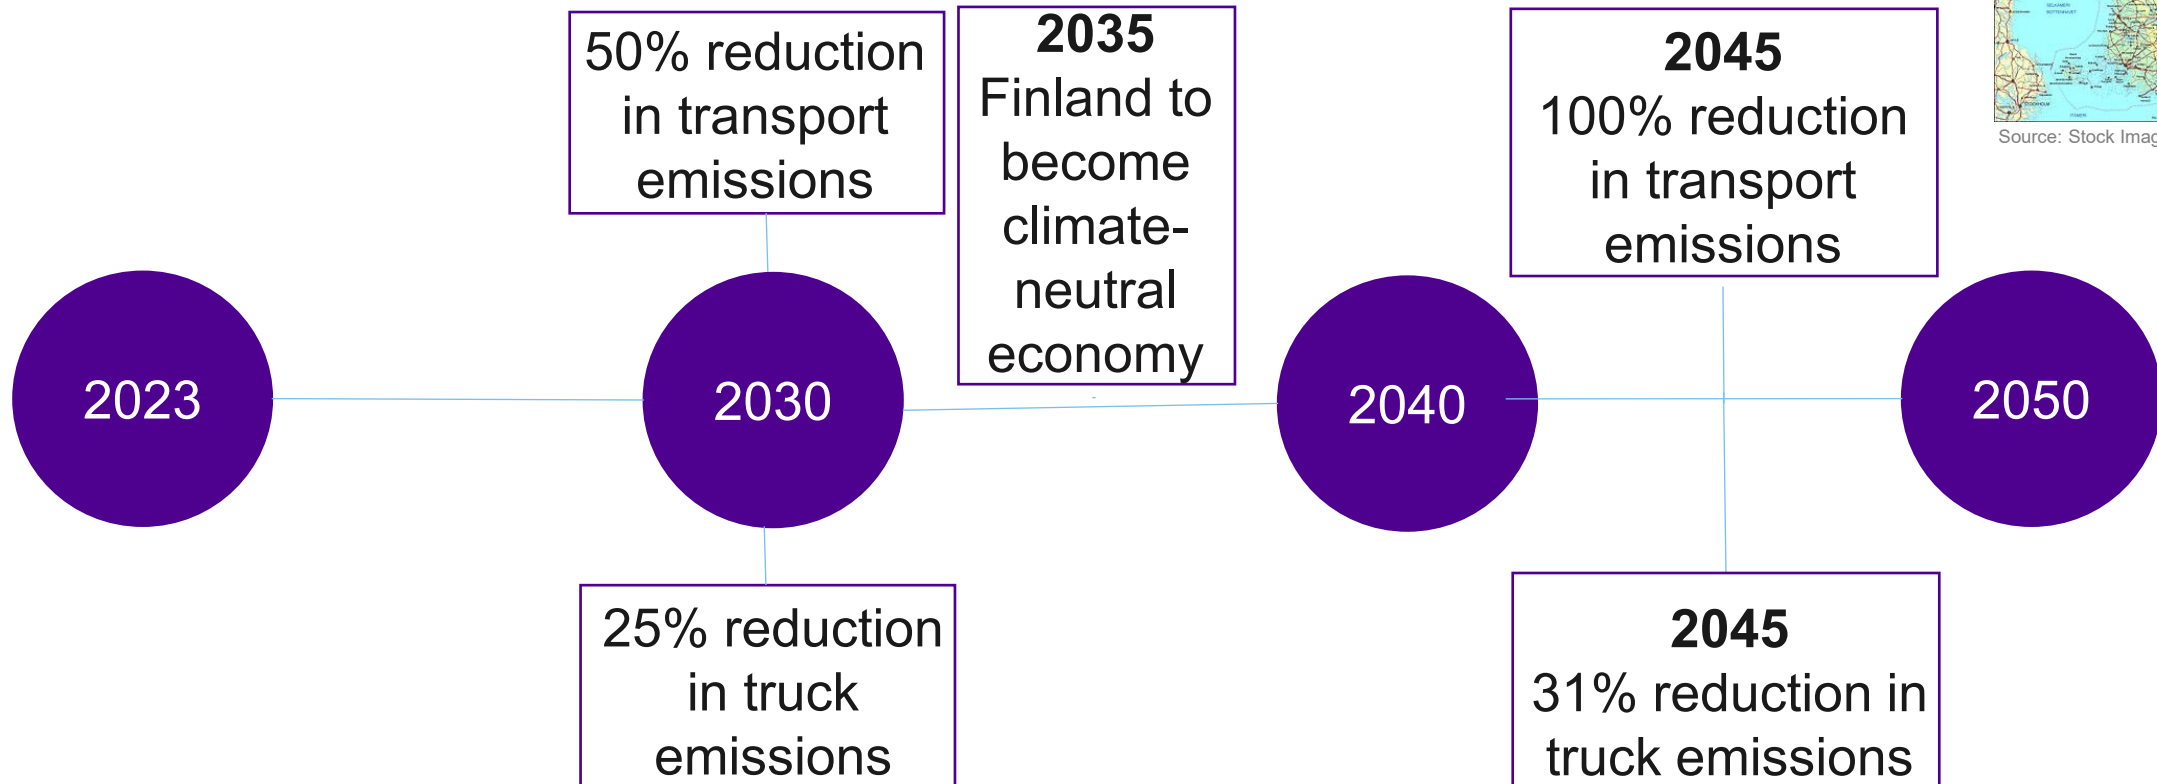 50% reduction
in transport
emissions
2035
Finland to
become
climate-
neutral
economy
2045
100% reduction
in transport
emissions
Source: Stock Imag
2023
2030
2040
2050
25% reduction
in truck
emissions
2045
31% reduction in
truck emissions